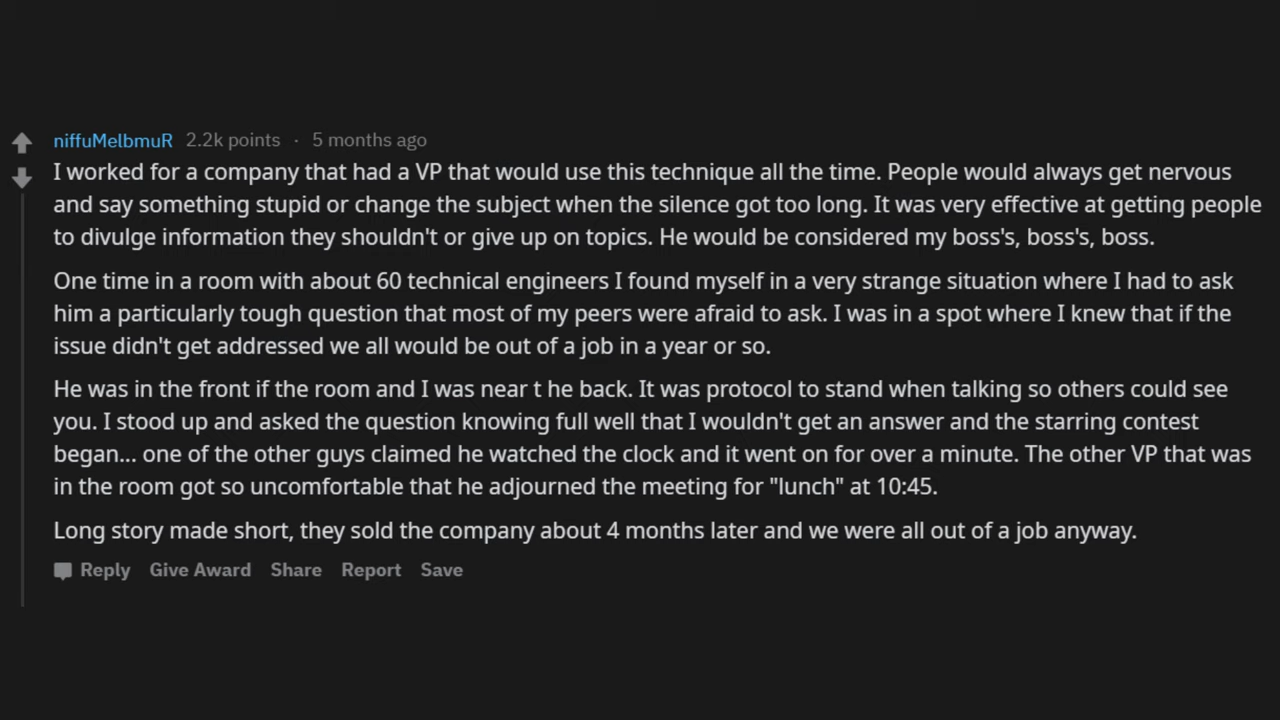 niffuMelbmuR 2.2k points · 5 months ago
I worked for a company that had a VP that would use this technique all the time. People would always get nervous
and say something stupid or change the subject when the silence got too long. It was very effective at getting people
to divulge information they shouldn't or give up on topics. He would be considered my boss's, boss's, boss.
One time in a room with about 60 technical engineers I found myself in a very strange situation where I had to ask
him a particularly tough question that most of my peers were afraid to ask. I was in a spot where I knew that if the
issue didn't get addressed we all would be out of a job in a year or so.
He was in the front if the room and I was near t he back. It was protocol to stand when talking so others could see
you. I stood up and asked the question knowing full well that I wouldn't get an answer and the starring contest
began... one of the other guys claimed he watched the clock and it went on for over a minute. The other VP that was
in the room got so uncomfortable that he adjourned the meeting for "lunch" at 10:45.
Long story made short, they sold the company about 4 months later and we were all out of a job anyway.
Reply Give Award Share Report Save